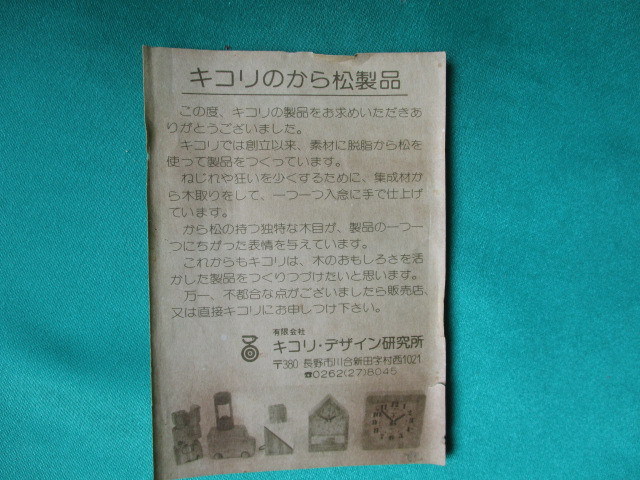 キコリのから松製品
この度、キコリの製品をお求めいただきあ
りがとうございました。
キコリでは創立以来、素材に脱脂から松を
使って製品をつくっています。
ねじれや狂いを少くするために、集成材か
ら木取りをして、一つ一つ入念に手で仕上げ
ています。
から松の持つ独特な木目が、製品の一つ一
つにちがった表情を与えています。
これからもキコリは、木のおもしろさを活
かした製品をつくりつづけたいと思います。
万一、不都合な点がございましたら販売店、
又は直接キコリにお申しつけ下さい。
有限会社
キコリ・デザイン研究所
〒380 長野市川合新田字村西1021
☎0262(27)8045